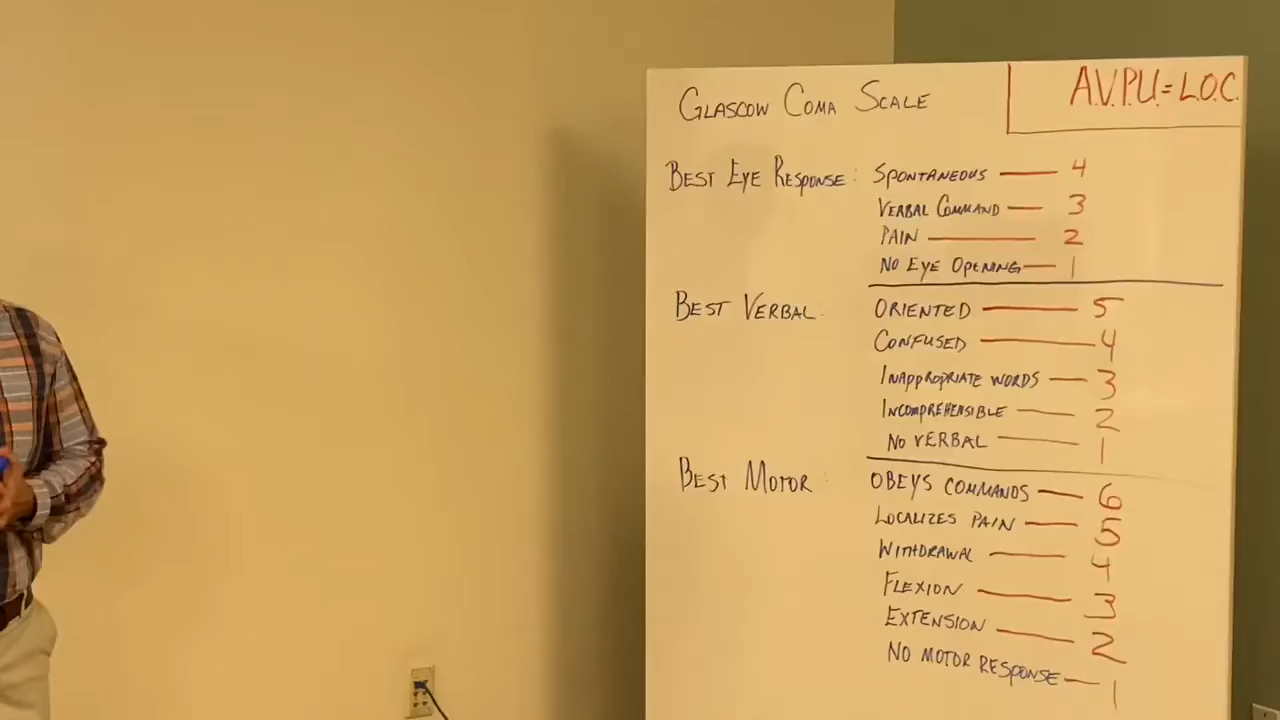 GLASCOW COMA SCALE
A.V.P.U. = L.O.C.
BEST EYE RESPONSE: SPONTANEOUS — 4
VERBAL COMMAND — 3
PAIN — 2
NO EYE OPENING — 1
BEST VERBAL: ORIENTED — 5
CONFUSED — 4
INAPPROPRIATE WORDS — 3
INCOMPREHENSIBLE — 2
NO VERBAL — 1
BEST MOTOR: OBEYS COMMANDS — 6
LOCALIZES PAIN — 5
WITHDRAWAL — 4
FLEXION — 3
EXTENSION — 2
NO MOTOR RESPONSE — 1